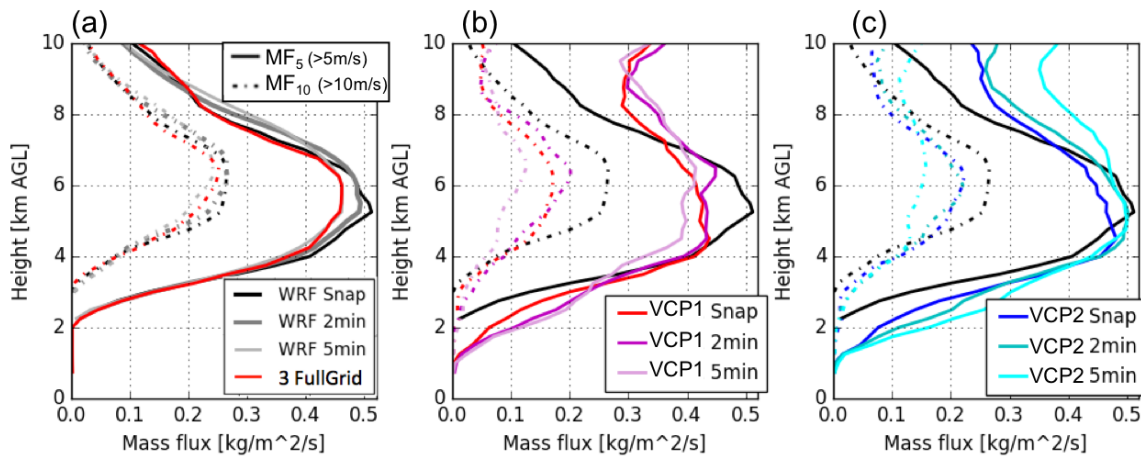 (a)
(b)
(c)
10
8
6
4
2
0
Height [km AGL]
MF5 (>5m/s)
MF10 (>10m/s)
WRF Snap
WRF 2min
WRF 5min
3 FullGrid
0.0 0.1 0.2 0.3 0.4 0.5
Mass flux [kg/m^2/s]
10
8
6
4
2
0
Height [km AGL]
VCP1 Snap
VCP1 2min
VCP1 5min
0.0 0.1 0.2 0.3 0.4 0.5
Mass flux [kg/m^2/s]
10
8
6
4
2
0
Height [km AGL]
VCP2 Snap
VCP2 2min
VCP2 5min
0.0 0.1 0.2 0.3 0.4 0.5
Mass flux [kg/m^2/s]